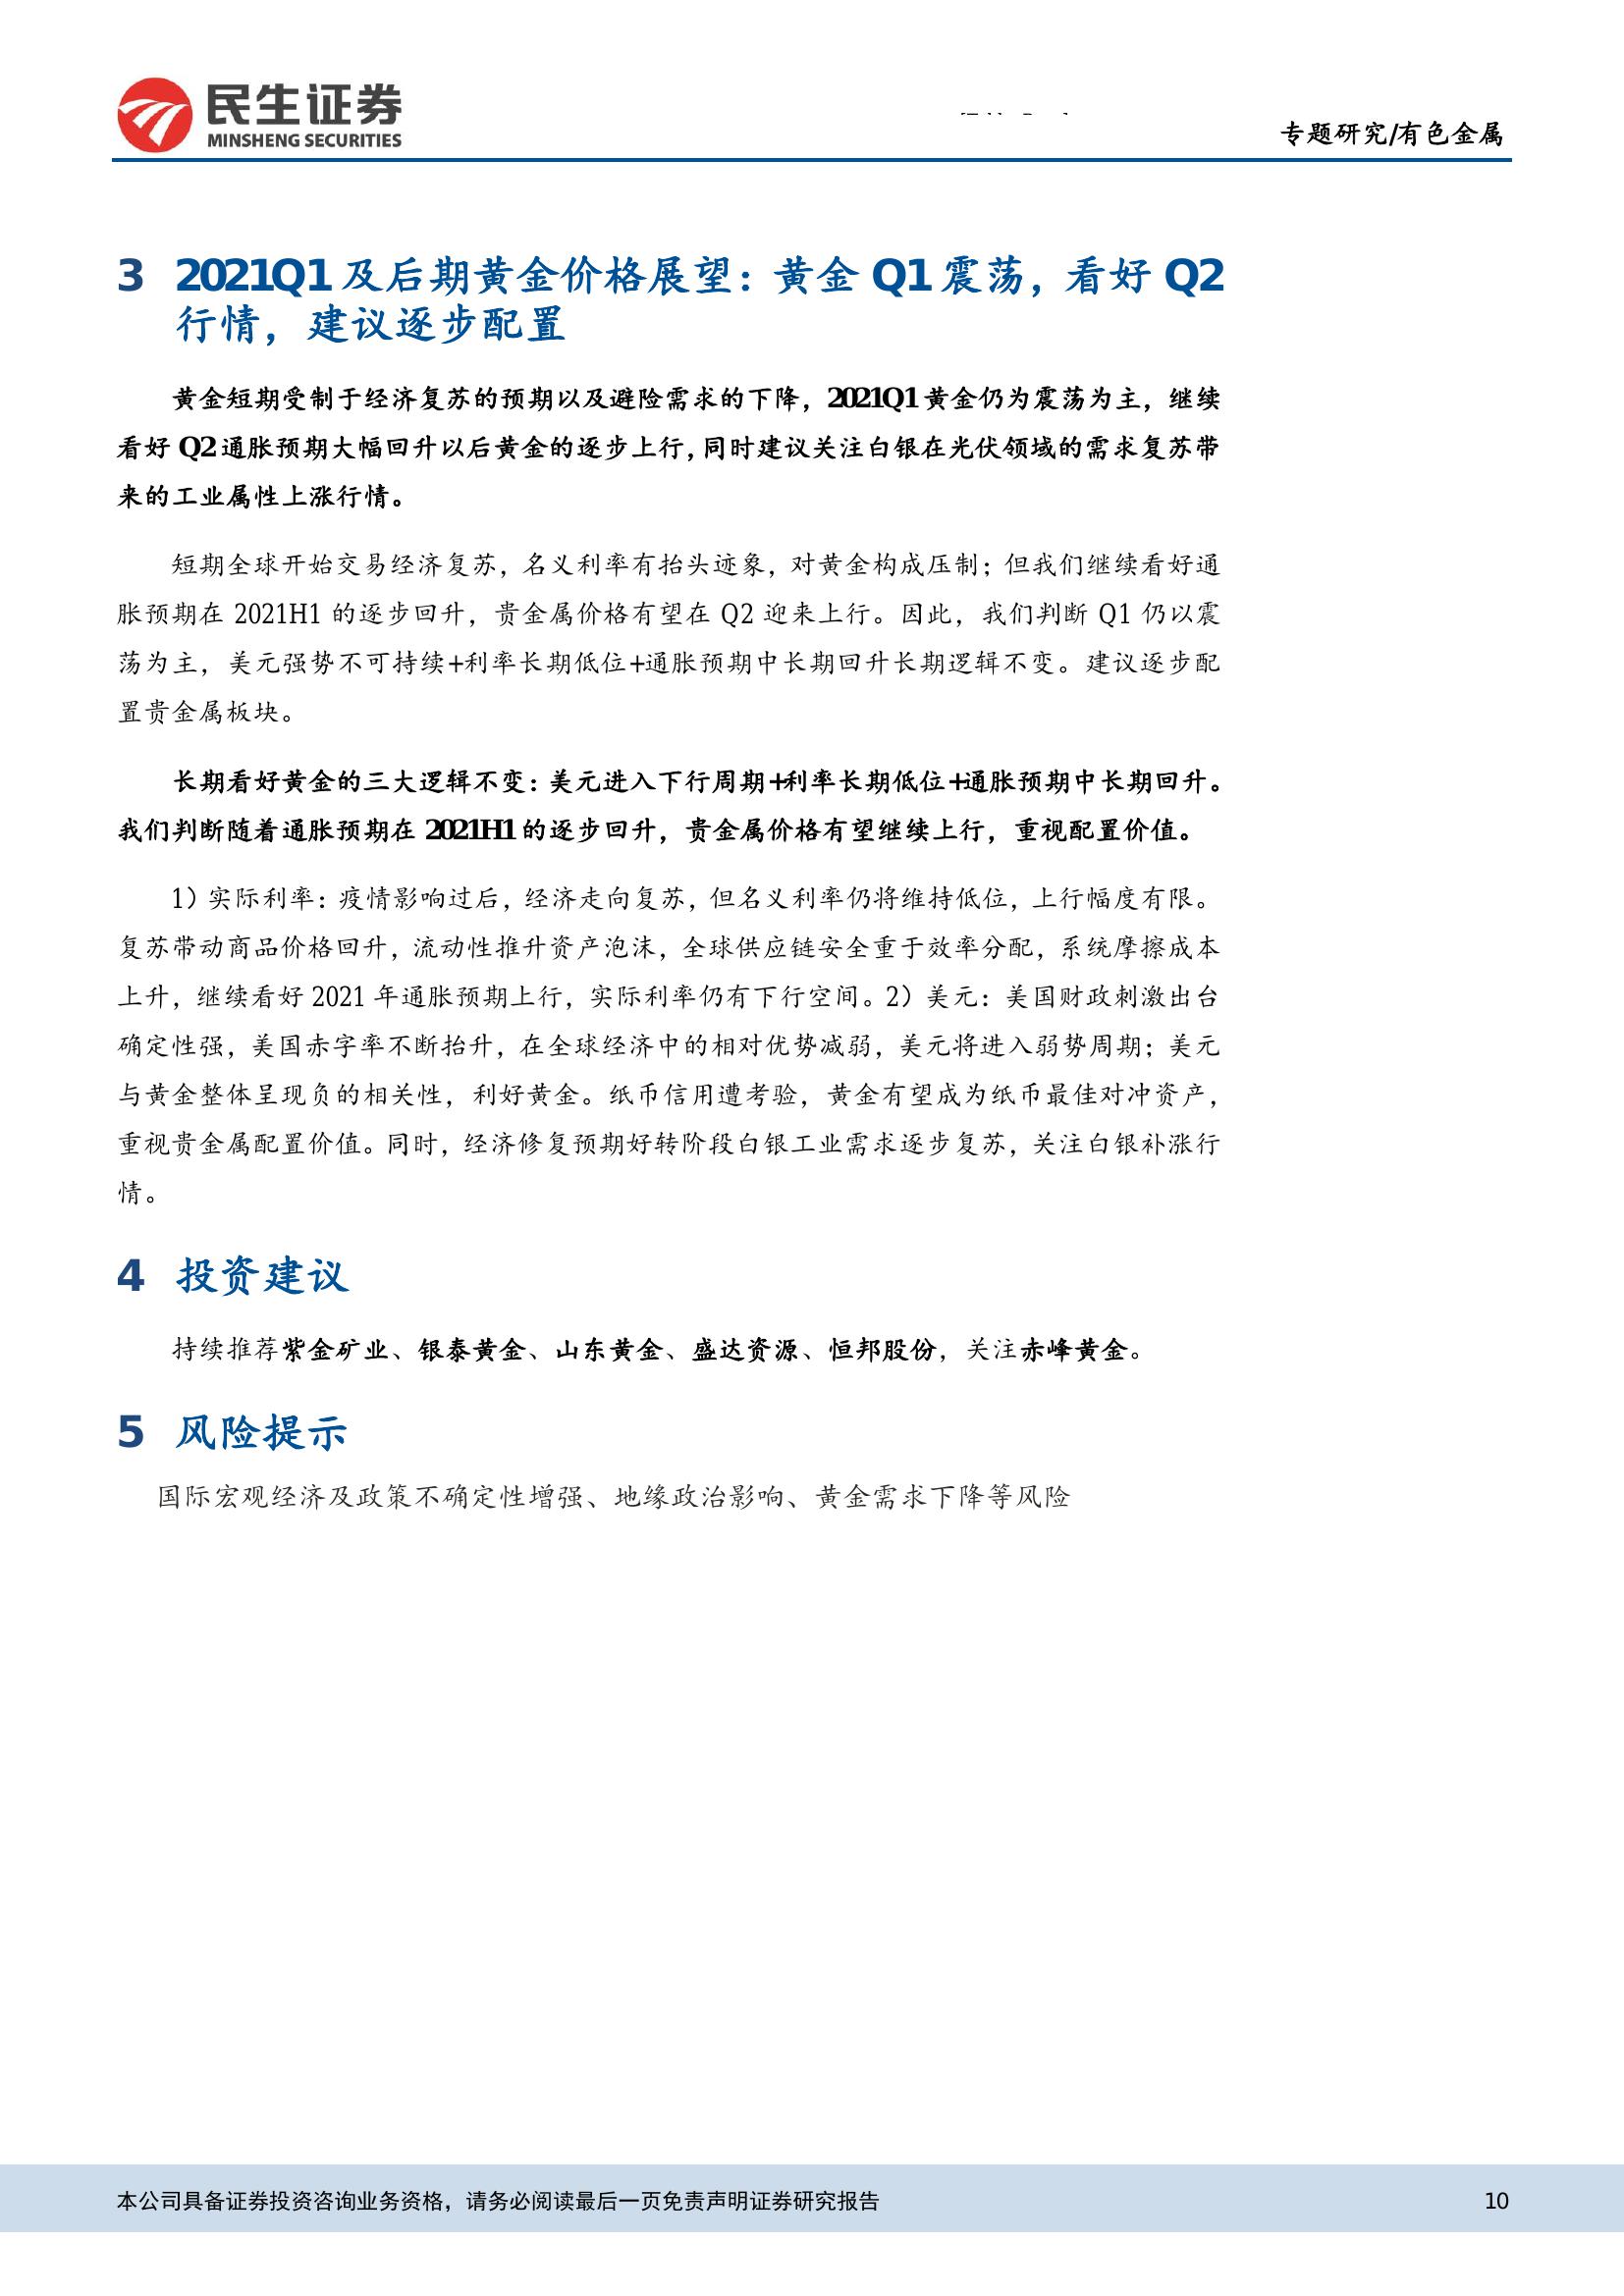 民生证券
MINSHENG SECURITIES
专题研究/有色金属
3 2021Q1 及后期黄金价格展望：黄金 Q1 震荡，看好 Q2
行情，建议逐步配置
黄金短期受制于经济复苏的预期以及避险需求的下降，2021Q1 黄金仍为震荡为主，继续
看好 Q2 通胀预期大幅回升以后黄金的逐步上行，同时建议关注白银在光伏领域的需求复苏带
来的工业属性上涨行情。
短期全球开始交易经济复苏，名义利率有抬头迹象，对黄金构成压制；但我们继续看好通
胀预期在 2021H1 的逐步回升，贵金属价格有望在 Q2 迎来上行。因此，我们判断 Q1 仍以震
荡为主，美元强势不可持续+利率长期低位+通胀预期中长期回升长期逻辑不变。建议逐步配
置贵金属板块。
长期看好黄金的三大逻辑不变：美元进入下行周期+利率长期低位+通胀预期中长期回升。
我们判断随着通胀预期在 2021H1 的逐步回升，贵金属价格有望继续上行，重视配置价值。
1）实际利率：疫情影响过后，经济走向复苏，但名义利率仍将维持低位，上行幅度有限。
复苏带动商品价格回升，流动性推升资产泡沫，全球供应链安全重于效率分配，系统摩擦成本
上升，继续看好 2021 年通胀预期上行，实际利率仍有下行空间。2）美元：美国财政刺激出台
确定性强，美国赤字率不断抬升，在全球经济中的相对优势减弱，美元将进入弱势周期；美元
与黄金整体呈现负的相关性，利好黄金。纸币信用遭考验，黄金有望成为纸币最佳对冲资产，
重视贵金属配置价值。同时，经济修复预期好转阶段白银工业需求逐步复苏，关注白银补涨行
情。
4 投资建议
持续推荐紫金矿业、银泰黄金、山东黄金、盛达资源、恒邦股份，关注赤峰黄金。
5 风险提示
国际宏观经济及政策不确定性增强、地缘政治影响、黄金需求下降等风险
本公司具备证券投资咨询业务资格，请务必阅读最后一页免责声明证券研究报告
10